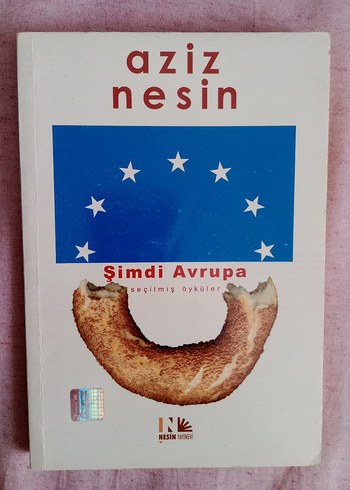 aziz
nesin
Şimdi Avrupa
seçilmiş öyküler
NESİN YAYINEVİ